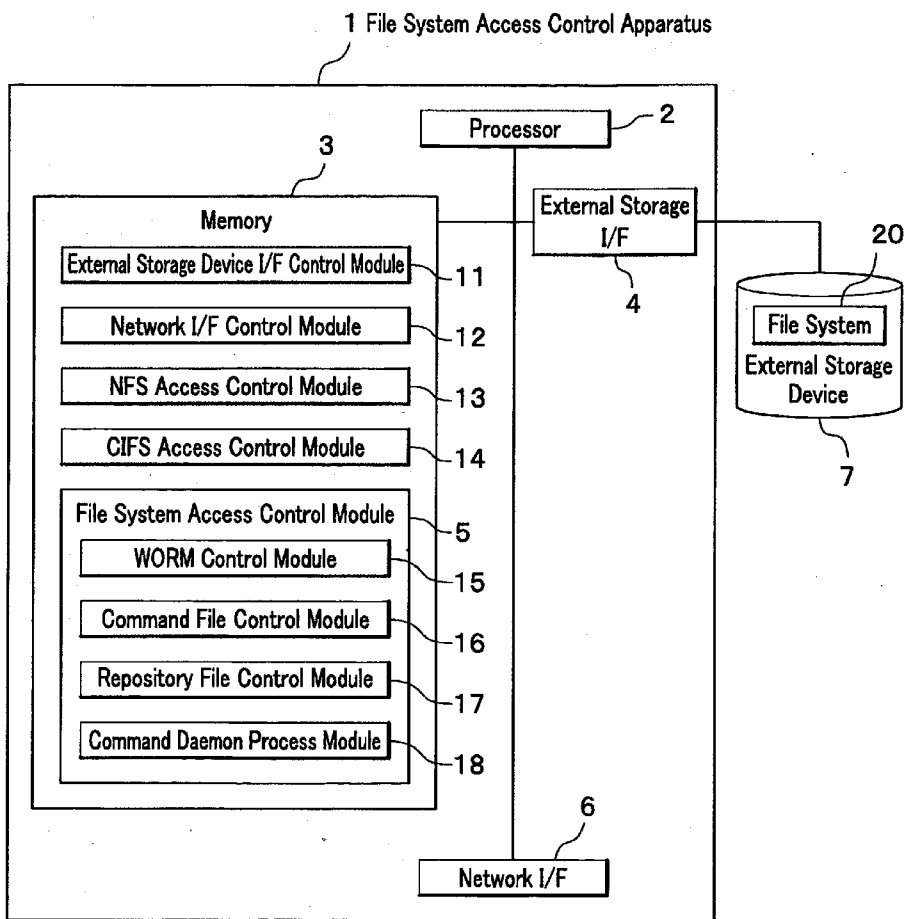 1 File System Access Control Apparatus
Processor
2
3
Memory
External Storage
I/F
4
20
File System
External Storage
Device
7
External Storage Device I/F Control Module
11
Network I/F Control Module
12
NFS Access Control Module
13
CIFS Access Control Module
14
File System Access Control Module
5
WORM Control Module
15
Command File Control Module
16
Repository File Control Module
17
Command Daemon Process Module
18
6
Network I/F